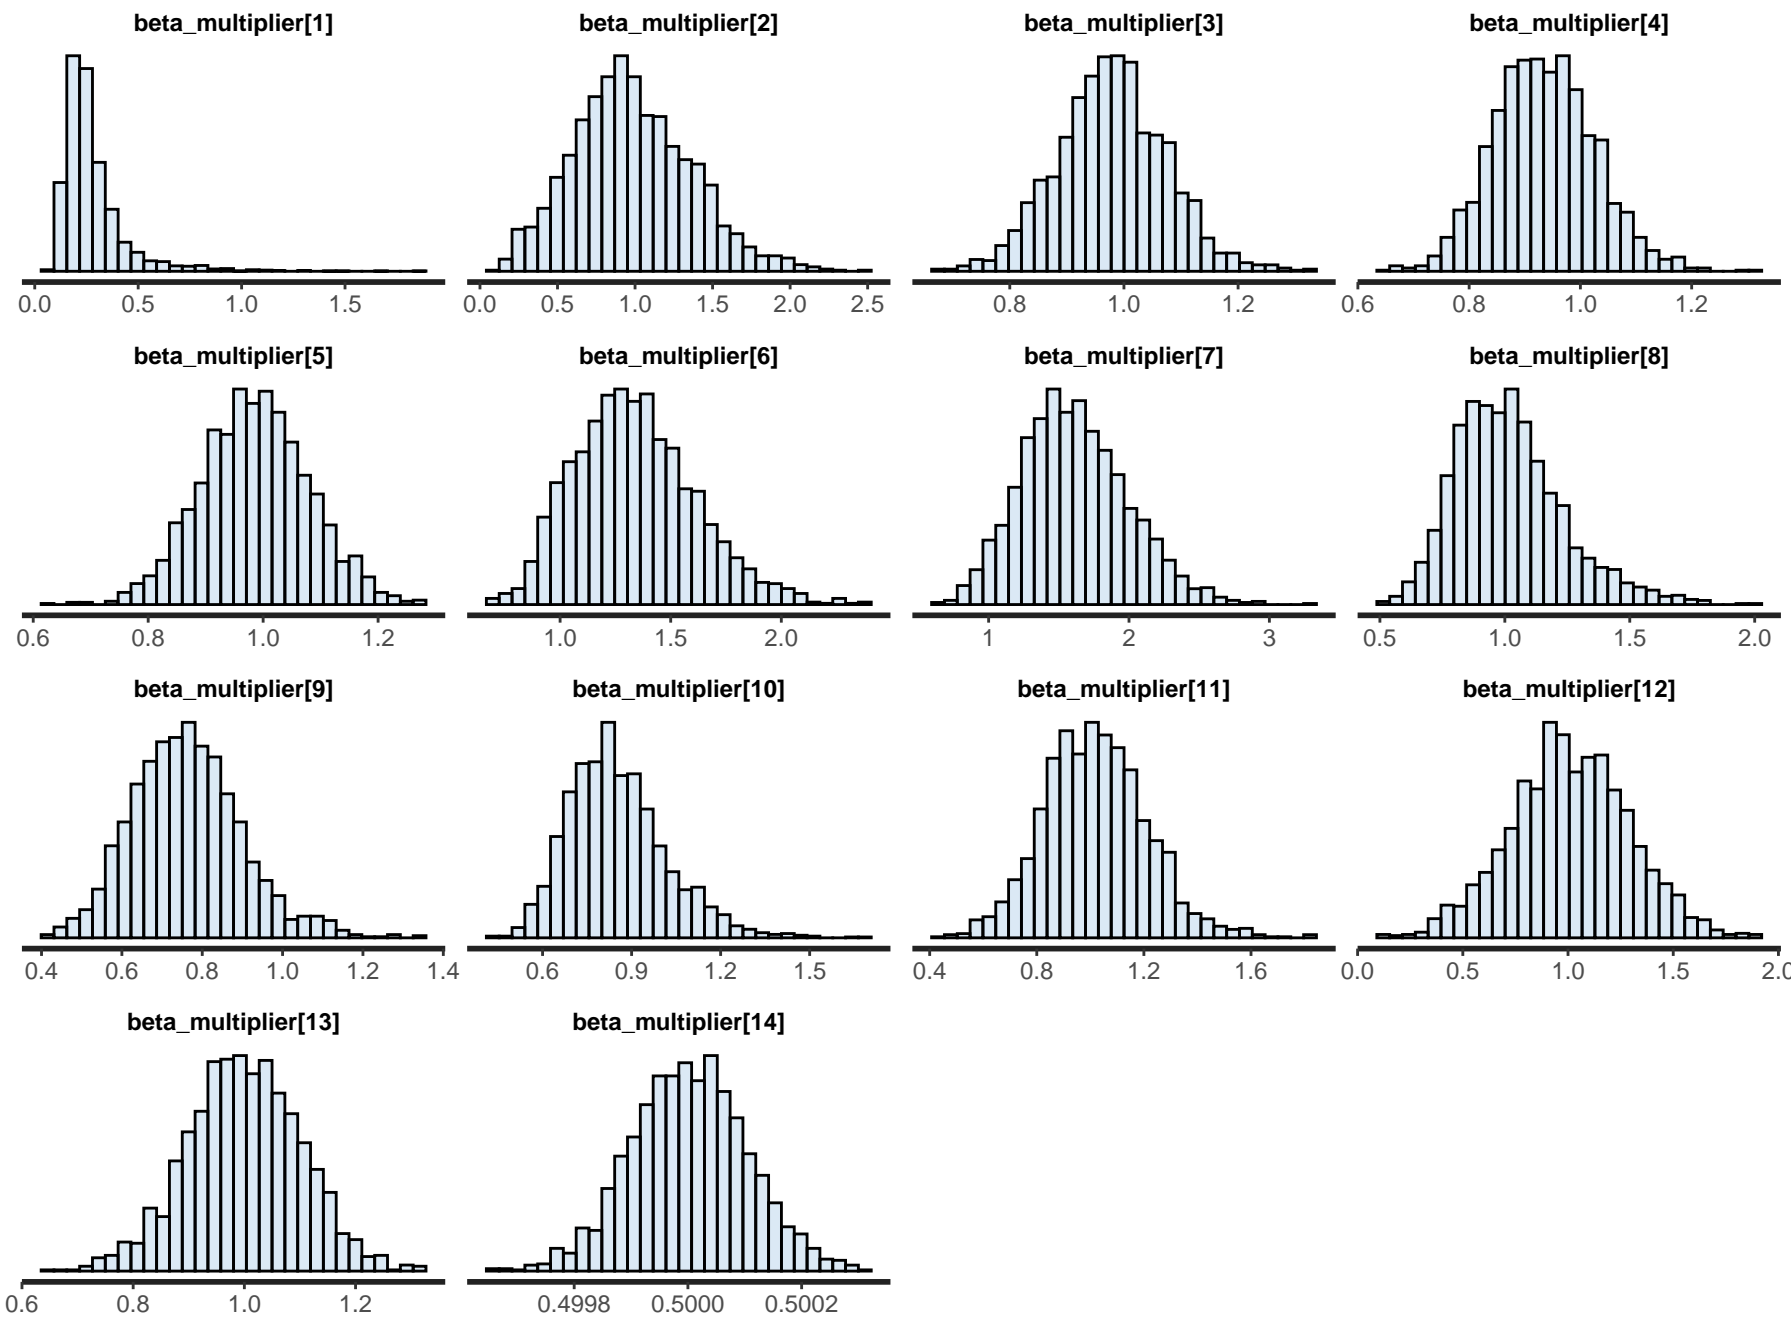 beta_multiplier[1] beta_multiplier[2] beta_multiplier[3] beta_multiplier[4]
0.0 0.5 1.0 1.5 0.0 0.5 1.0 1.5 2.0 2.5 0.8 1.0 1.2 0.6 0.8 1.0 1.2
beta_multiplier[5] beta_multiplier[6] beta_multiplier[7] beta_multiplier[8]
0.6 0.8 1.0 1.2 1.0 1.5 2.0 1 2 3 0.5 1.0 1.5 2.0
beta_multiplier[9] beta_multiplier[10] beta_multiplier[11] beta_multiplier[12]
0.4 0.6 0.8 1.0 1.2 1.4 0.6 0.9 1.2 1.5 0.4 0.8 1.2 1.6 0.0 0.5 1.0 1.5 2.0
beta_multiplier[13] beta_multiplier[14]
0.6 0.8 1.0 1.2 0.4998 0.5000 0.5002